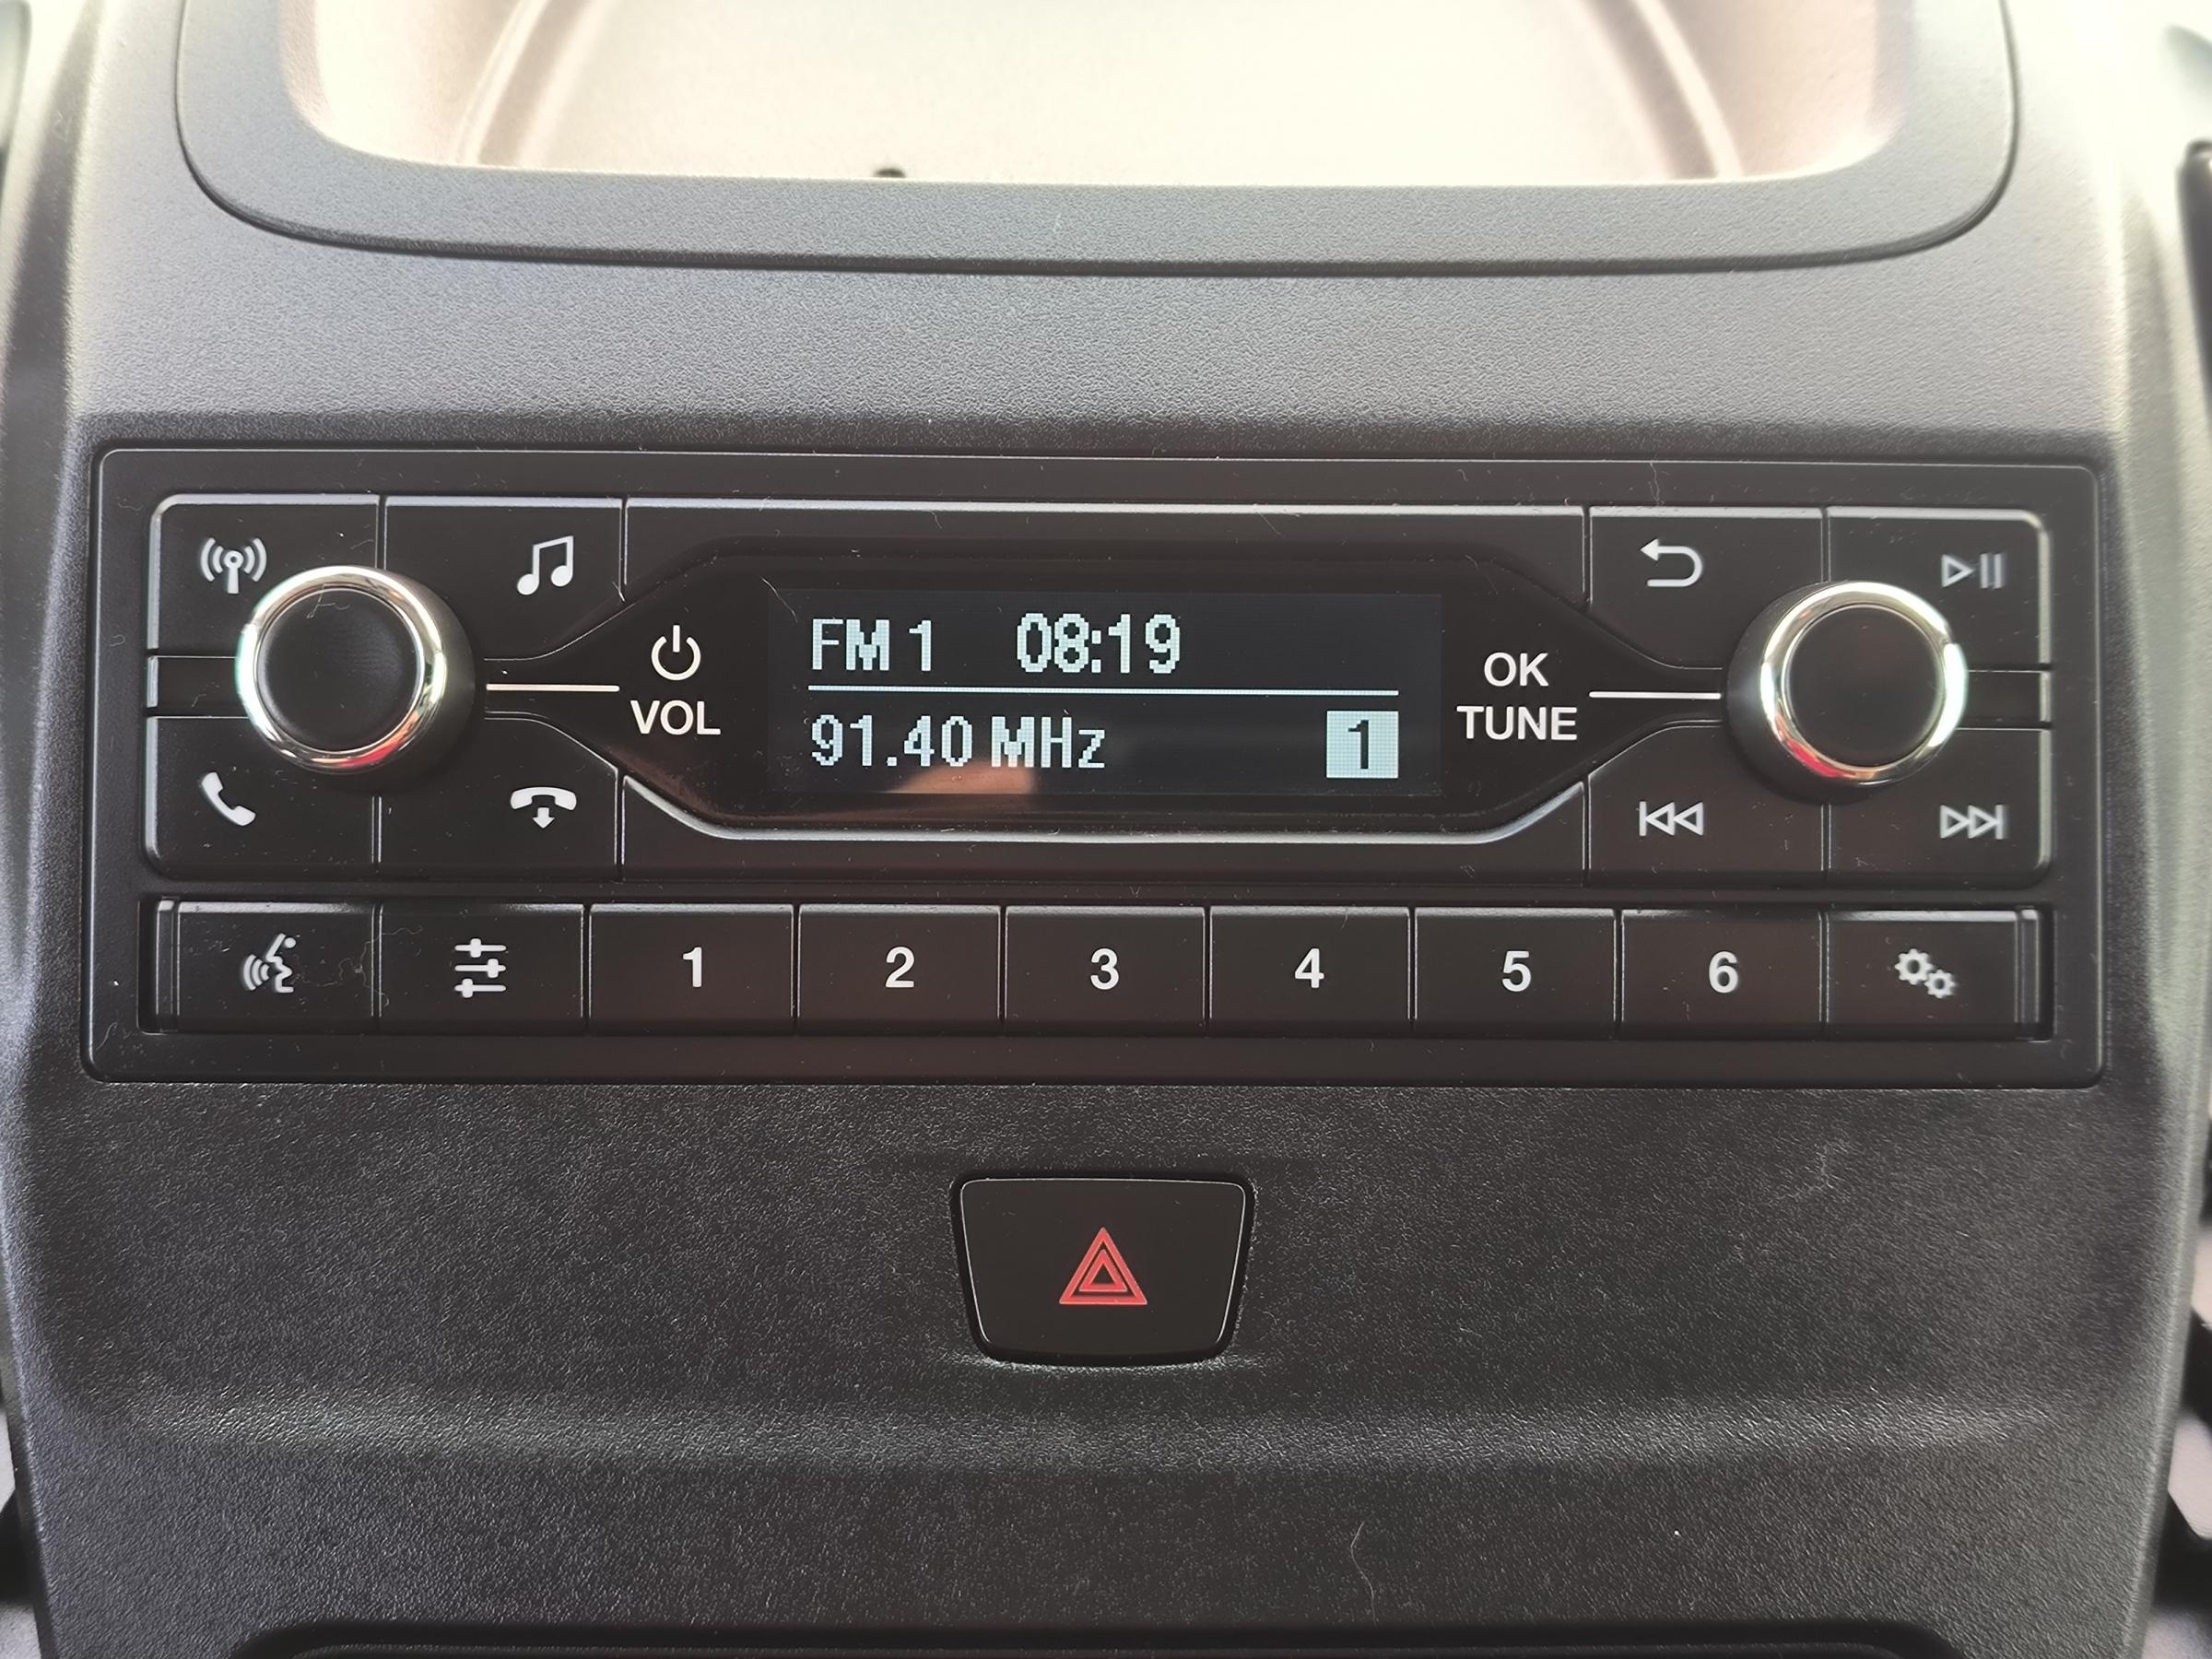 FM 1 08:19
91.40 MHz 1
VOL
OK
TUNE
1 2 3 4 5 6